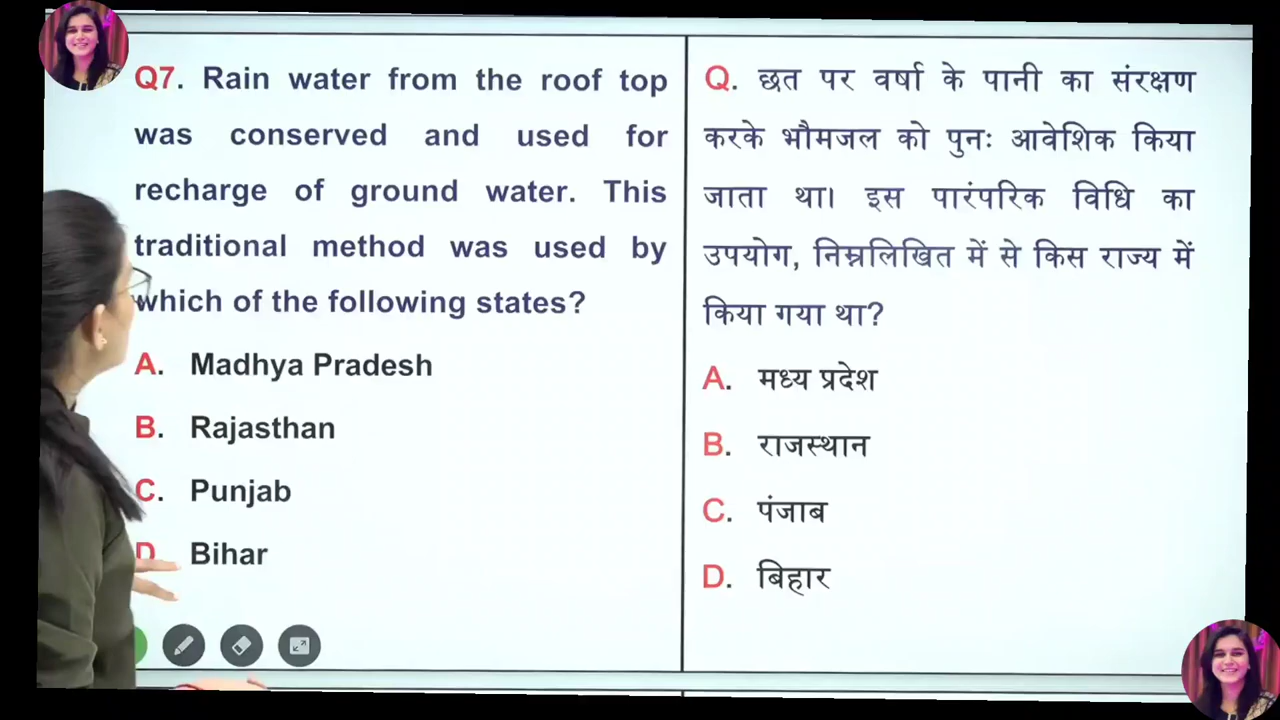 Q7. Rain water from the roof top
was conserved and used for
recharge of ground water. This
traditional method was used by
which of the following states?
A. Madhya Pradesh
B. Rajasthan
C. Punjab
D. Bihar
Q. छत पर वर्षा के पानी का संरक्षण
करके भौमजल को पुनः आवेशिक किया
जाता था। इस पारंपरिक विधि का
उपयोग, निम्नलिखित में से किस राज्य में
किया गया था?
A. मध्य प्रदेश
B. राजस्थान
C. पंजाब
D. बिहार